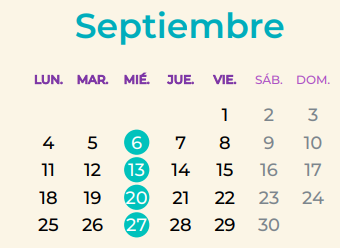 Septiembre
LUN. MAR. MIÉ. JUE. VIE. SÁB. DOM.
1 2 3
4 5 6 7 8 9 10
11 12 13 14 15 16 17
18 19 20 21 22 23 24
25 26 27 28 29 30